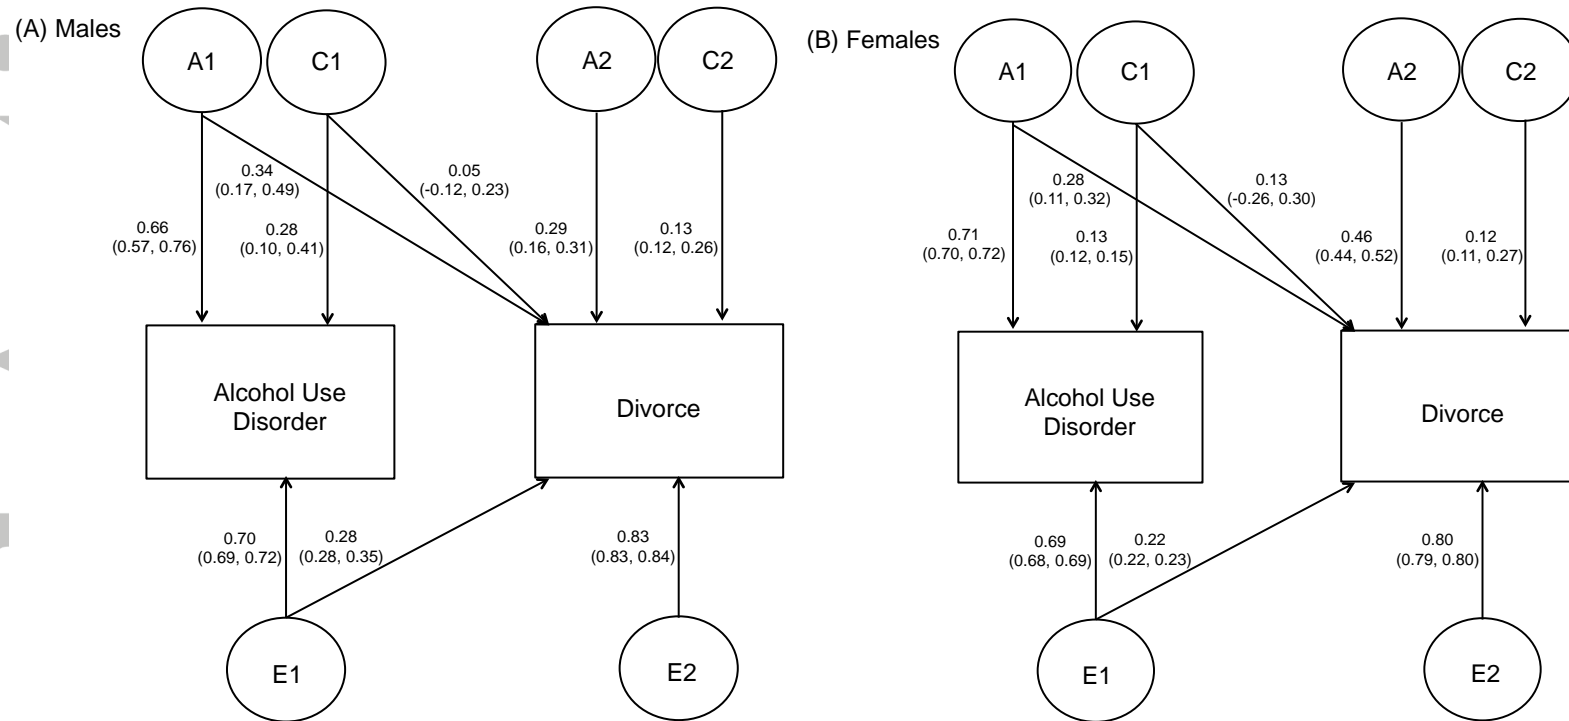 (A) Males
A1
C1
A2
C2
0.34
(0.17, 0.49)
0.05
(-0.12, 0.23)
0.66
(0.57, 0.76)
0.28
(0.10, 0.41)
0.29
(0.16, 0.31)
0.13
(0.12, 0.26)
Alcohol Use
Disorder
Divorce
0.70
(0.69, 0.72)
0.28
(0.28, 0.35)
0.83
(0.83, 0.84)
E1
E2
(B) Females
A1
C1
A2
C2
0.28
(0.11, 0.32)
0.13
(-0.26, 0.30)
0.71
(0.70, 0.72)
0.13
(0.12, 0.15)
0.46
(0.44, 0.52)
0.12
(0.11, 0.27)
Alcohol Use
Disorder
Divorce
0.69
(0.68, 0.69)
0.22
(0.22, 0.23)
0.80
(0.79, 0.80)
E1
E2